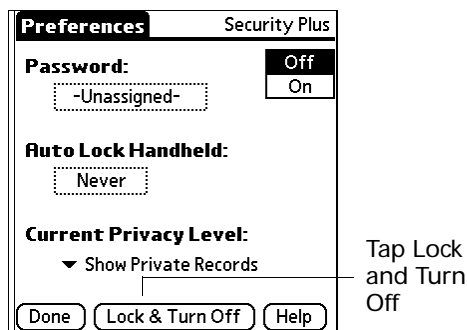 Preferences Security Plus
Password: Off
-Unassigned- On
Auto Lock Handheld:
Never
Current Privacy Level:
Show Private Records
Done Lock & Turn Off Help
Tap Lock
and Turn
Off